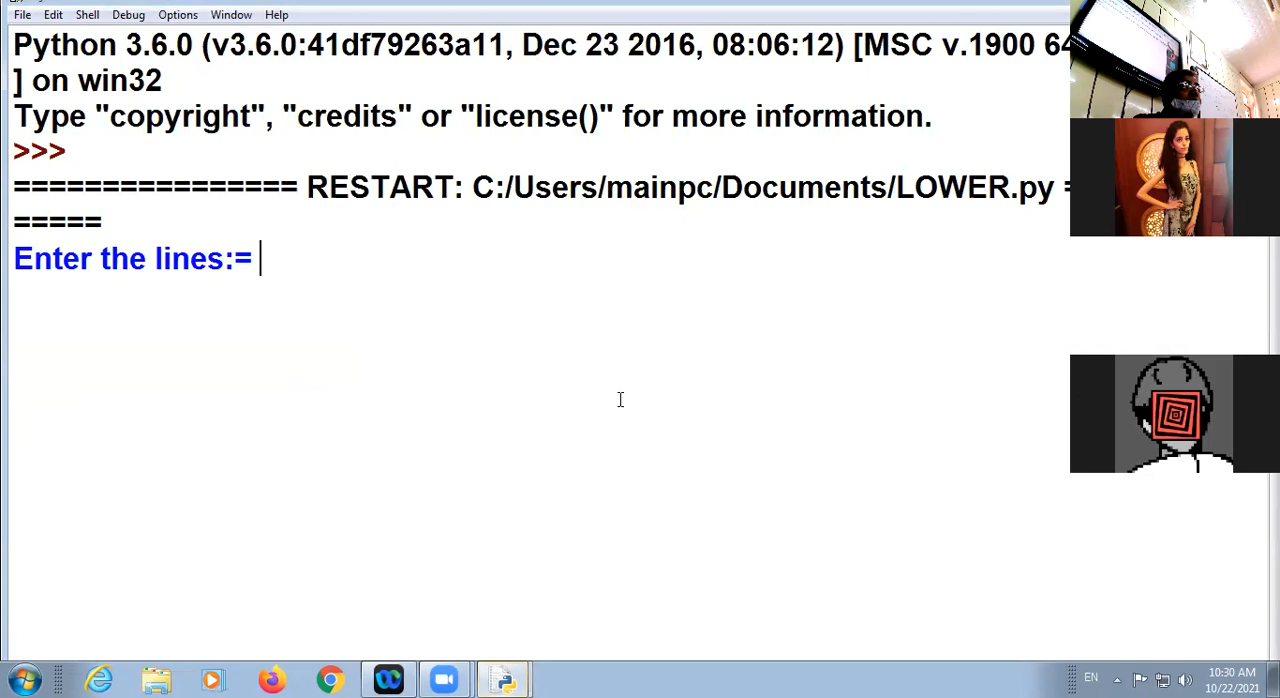 File Edit Shell Debug Options Window Help
Python 3.6.0 (v3.6.0:41df79263a11, Dec 23 2016, 08:06:12) [MSC v.1900 64
] on win32
Type "copyright", "credits" or "license()" for more information.
>>>
================ RESTART: C:/Users/mainpc/Documents/LOWER.py =
=====
Enter the lines:=
EN
10:30 AM
10/22/2021